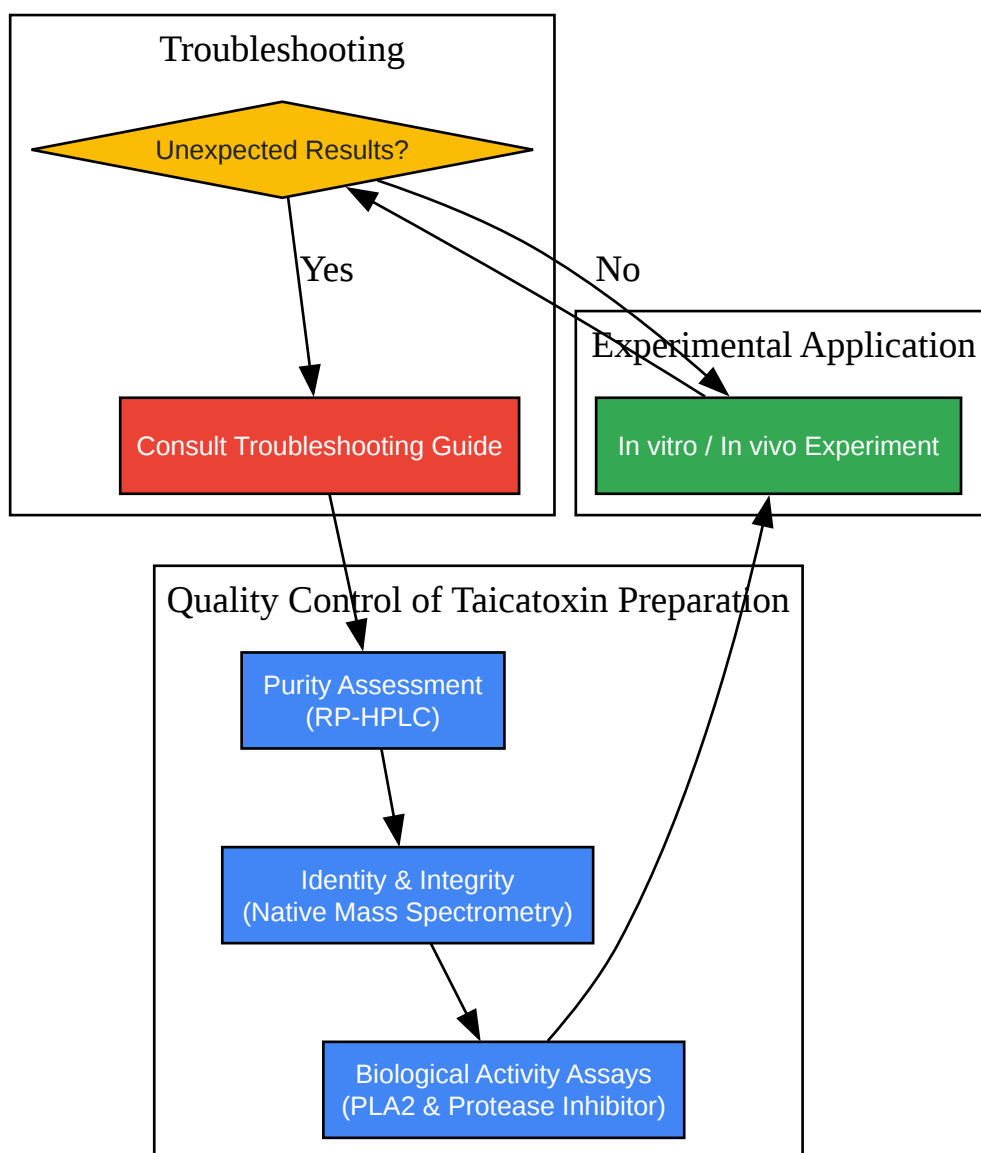 Troubleshooting
Unexpected Results?
Yes
No
Experimental Application
Consult Troubleshooting Guide
In vitro / In vivo Experiment
Quality Control of Taicatoxin Preparation
Purity Assessment
(RP-HPLC)
Identity & Integrity
(Native Mass Spectrometry)
Biological Activity Assays
(PLA2 & Protease Inhibitor)